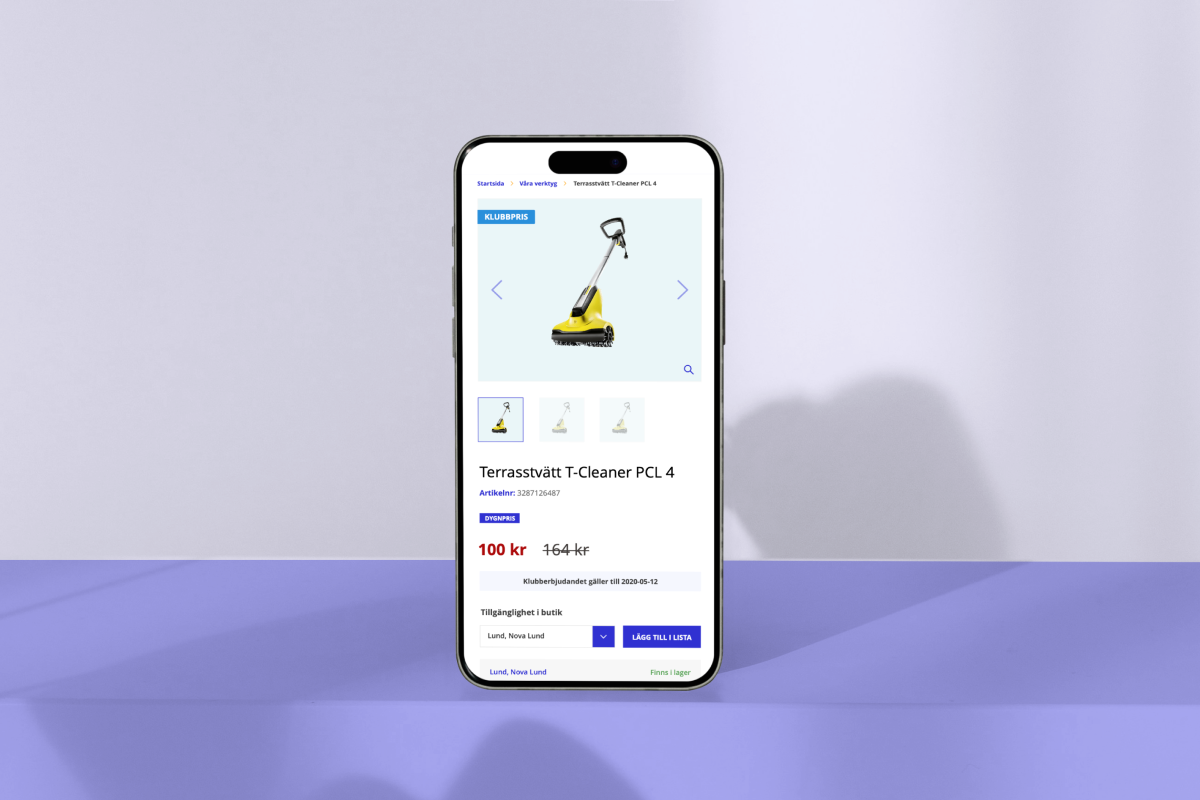 Startsida > Våra verktyg > Terrasstvätt T-Cleaner PCL 4
KLUBBPRIS
Terrasstvätt T-Cleaner PCL 4
Artikelnr: 3287126487
DYGNPRIS
100 kr 164 kr
Klubberbjudandet gäller till 2020-05-12
Tillgänglighet i butik
Lund, Nova Lund
LÄGG TILL I LISTA
Lund, Nova Lund
Finns i lager